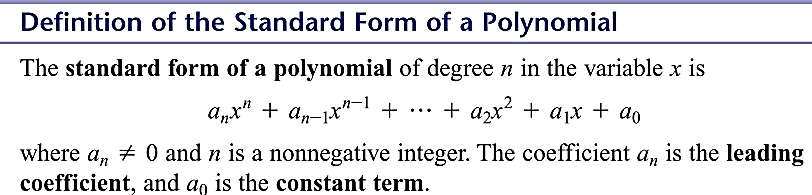 Definition of the Standard Form of a Polynomial
The standard form of a polynomial of degree n in the variable x is
aₙxⁿ + aₙ₋₁xⁿ⁻¹ + ⋯ + a₂x² + a₁x + a₀
where aₙ ≠ 0 and n is a nonnegative integer. The coefficient aₙ is the leading
coefficient, and a₀ is the constant term.